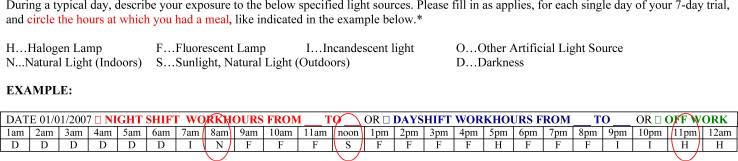 During a typical day, describe your exposure to the below specified light sources. Please fill in as applies, for each single day of your 7-day trial,
and circle the hours at which you had a meal, like indicated in the example below.*
H…Halogen Lamp F…Fluorescent Lamp I…Incandescent light O…Other Artificial Light Source
N...Natural Light (Indoors) S…Sunlight, Natural Light (Outdoors) D…Darkness
EXAMPLE:
DATE 01/01/2007 □ NIGHT SHIFT WORKHOURS FROM ___ TO ___ OR □ DAYSHIFT WORKHOURS FROM ___ TO ___ OR □ OFF WORK
1am 2am 3am 4am 5am 6am 7am 8am 9am 10am 11am noon 1pm 2pm 3pm 4pm 5pm 6pm 7pm 8pm 9pm 10pm 11pm 12am
D D D D D D I N F F F S F F F F H F F F I I H H